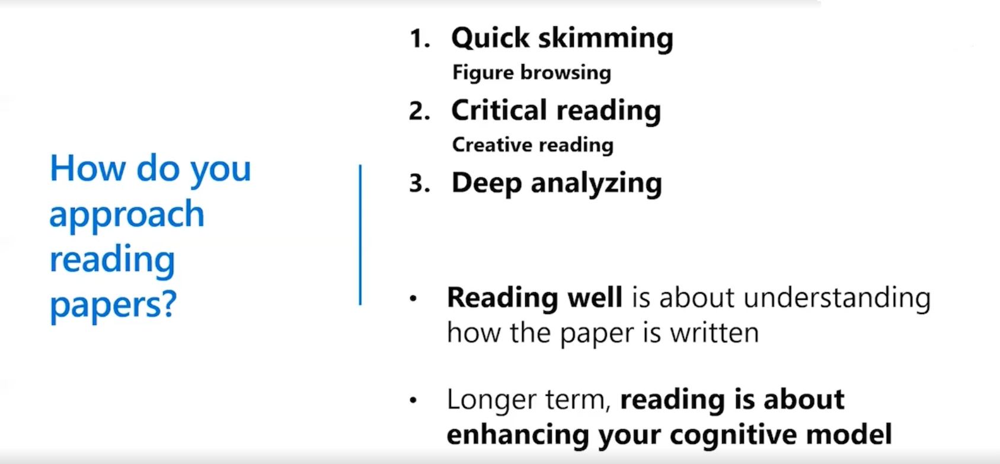 How do you
approach
reading
papers?
1. Quick skimming
Figure browsing
2. Critical reading
Creative reading
3. Deep analyzing
• Reading well is about understanding
how the paper is written
• Longer term, reading is about
enhancing your cognitive model